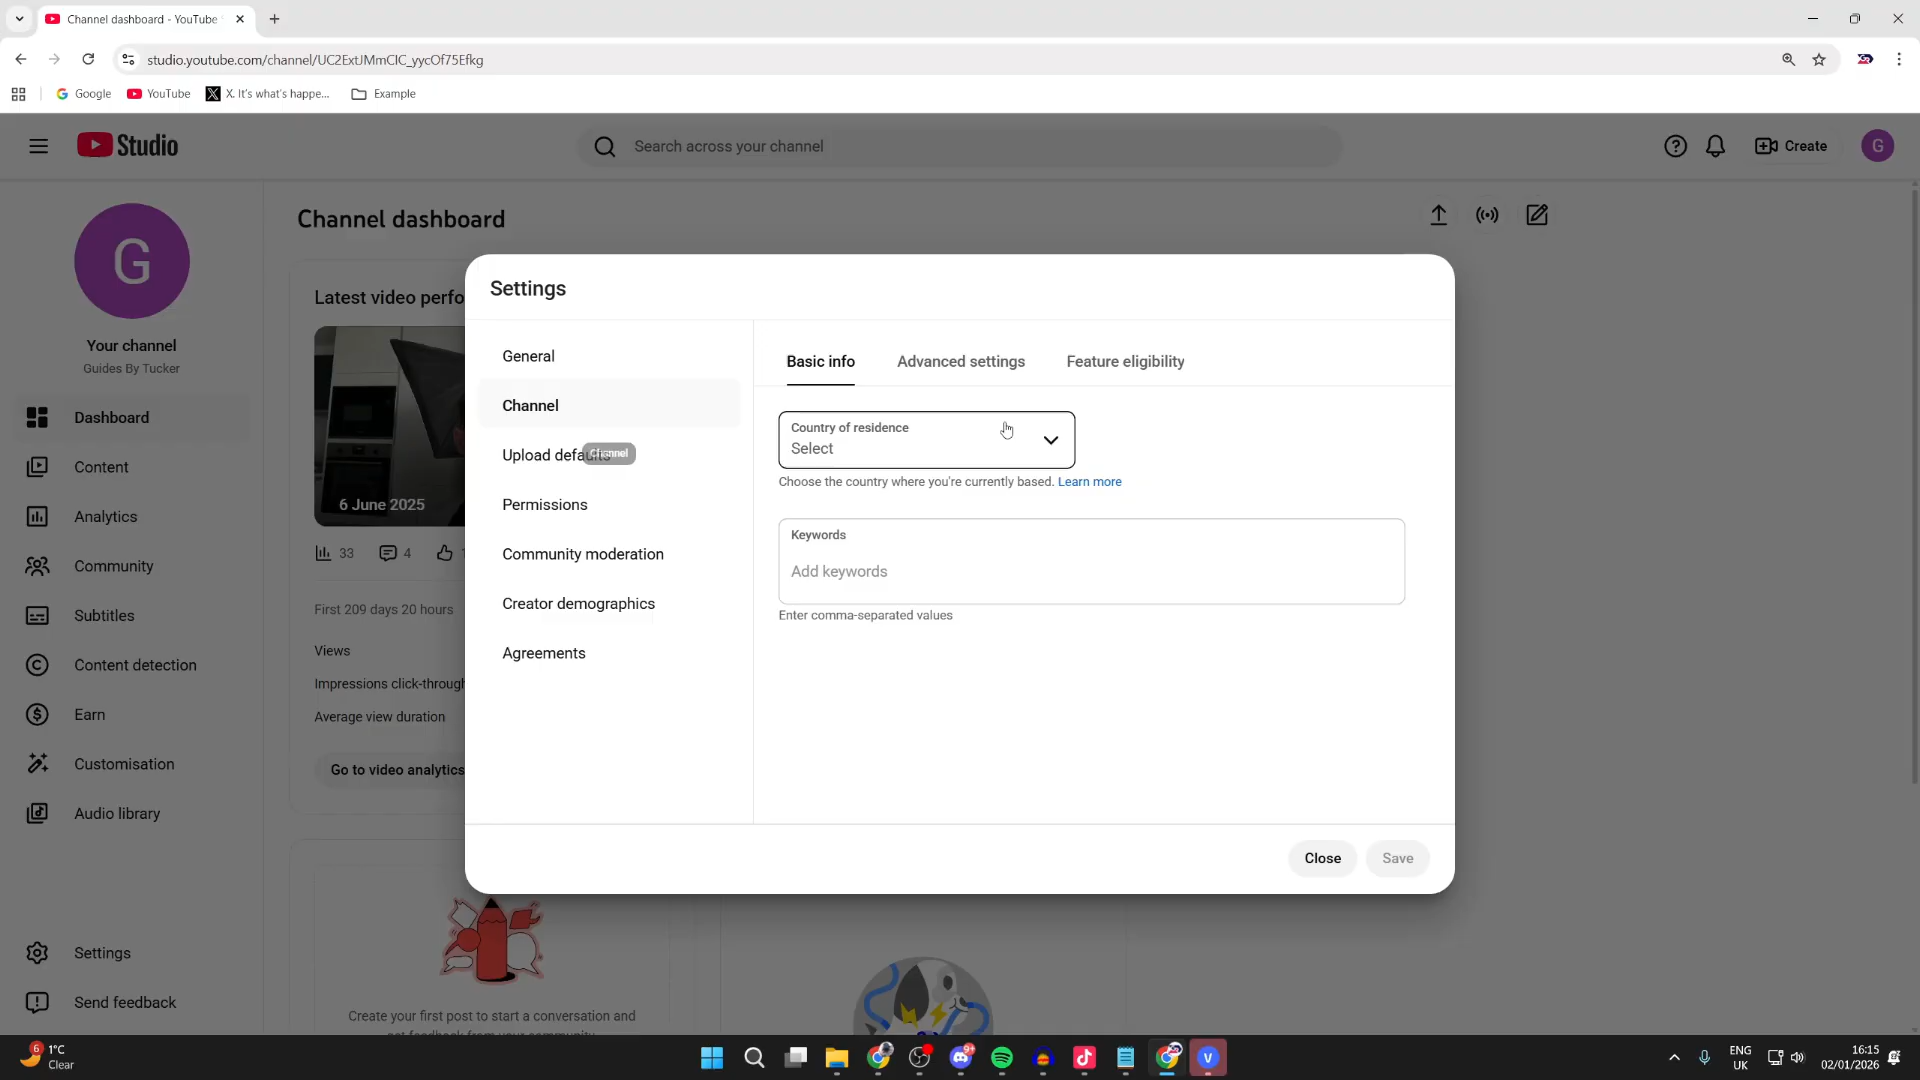 Channel dashboard - YouTube
studio.youtube.com/channel/UC2ExtJMmClC_yycOf75Efkg
Google
YouTube
X. It's what's happe...
Example
Studio
Search across your channel
Create
G
G
Your channel
Guides By Tucker
Dashboard
Content
Analytics
Community
Subtitles
Content detection
Earn
Customisation
Audio library
Settings
Send feedback
Channel dashboard
Latest video perfo
6 June 2025
33
4
First 209 days 20 hours
Views
Impressions click-through
Average view duration
Go to video analytics
Create your first post to start a conversation and
Settings
General
Channel
Upload defaults
Channel
Permissions
Community moderation
Creator demographics
Agreements
Basic info
Advanced settings
Feature eligibility
Country of residence
Select
Choose the country where you're currently based. Learn more
Keywords
Add keywords
Enter comma-separated values
Close
Save
6
1°C
Clear
9+
V
ENG
UK
16:15
02/01/2026